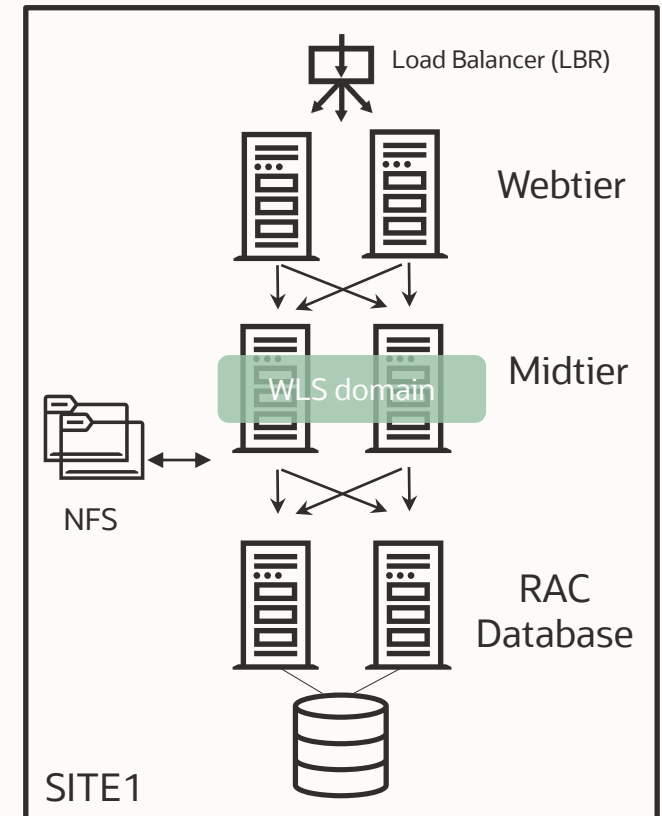 Load Balancer (LBR)
Webtier
Midtier
WLS domain
NFS
RAC
Database
SITE1